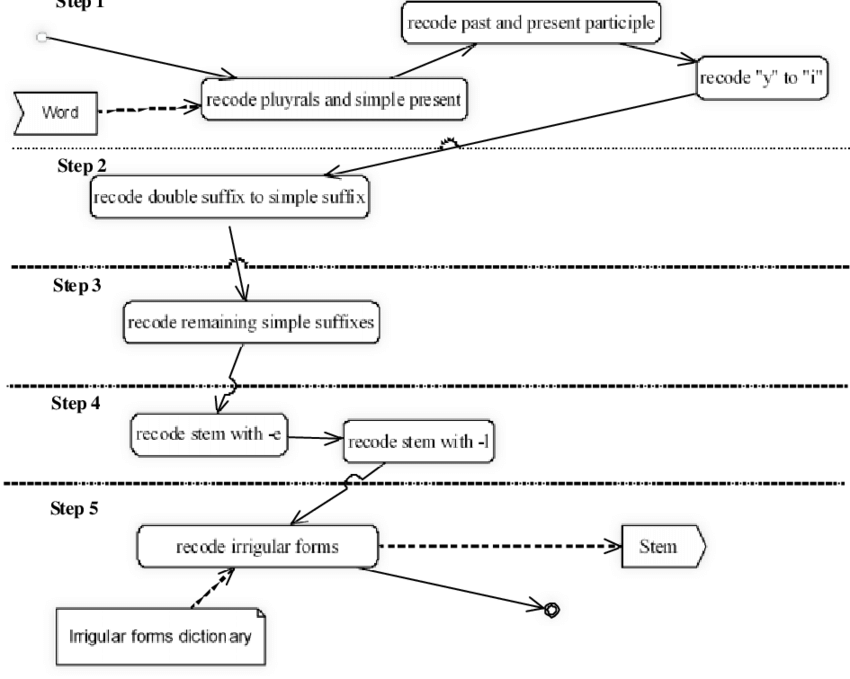 Step 1
recode past and present participle
recode "y" to "i"
recode pluyrals and simple present
Word
Step 2
recode double suffix to simple suffix
Step 3
recode remaining simple suffixes
Step 4
recode stem with -e
recode stem with -l
Step 5
recode irrigular forms
Stem
Irrigular forms dictionary